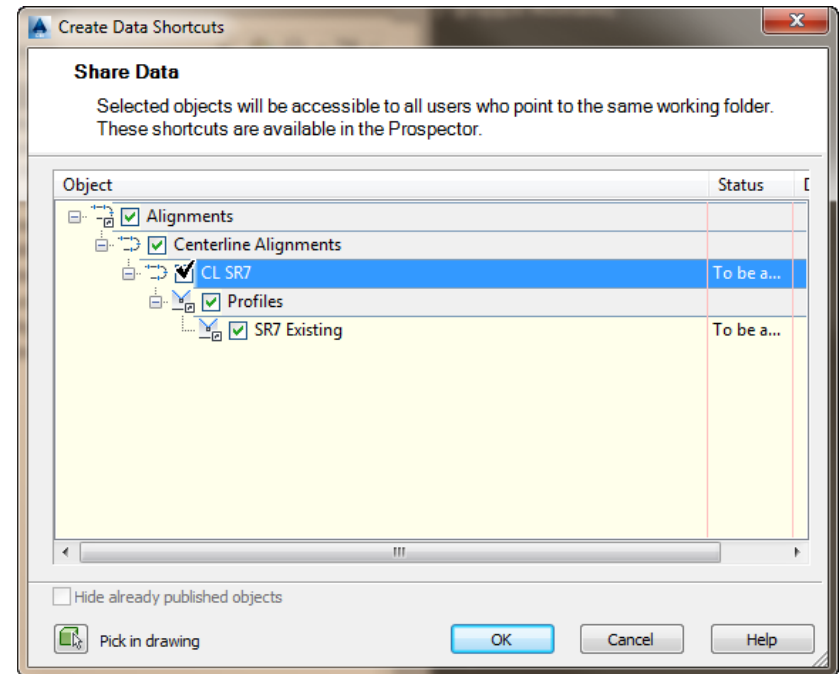 Create Data Shortcuts
Share Data
Selected objects will be accessible to all users who point to the same working folder.
These shortcuts are available in the Prospector.
Object Status
Alignments
Centerline Alignments
CL SR7 To be a...
Profiles
SR7 Existing To be a...
Hide already published objects
Pick in drawing OK Cancel Help